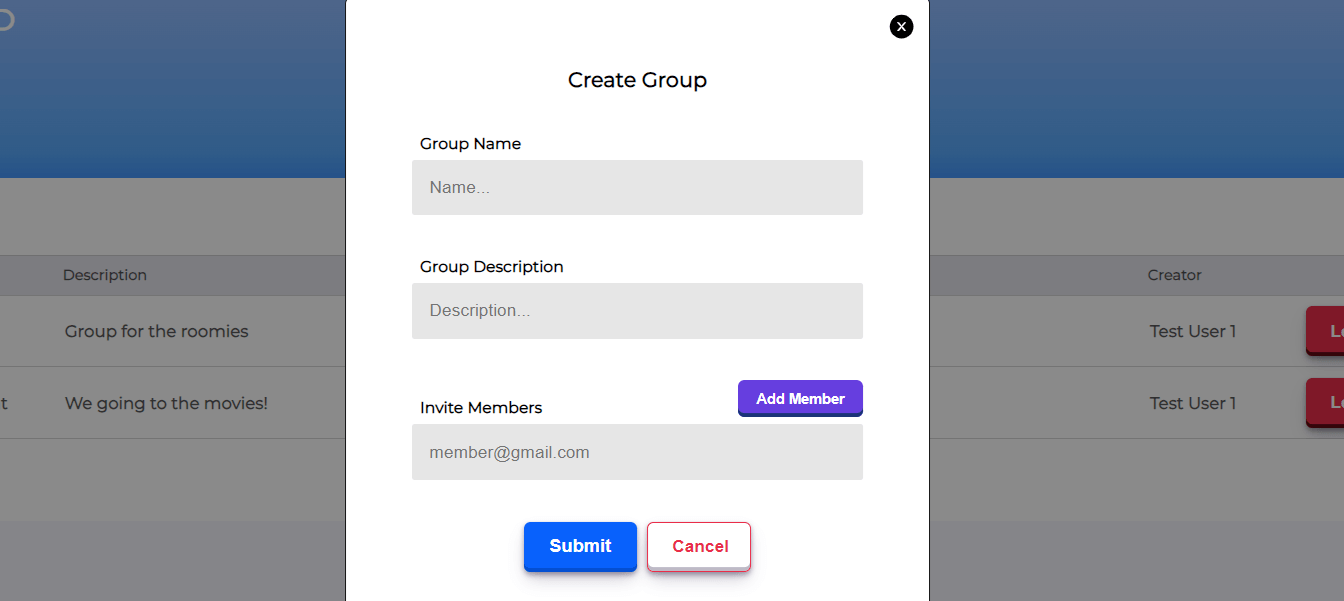 Create Group
Group Name
Name...
Group Description
Description...
Add Member
Invite Members
member@gmail.com
Submit
Cancel
Description
Creator
Group for the roomies
Test User 1
We going to the movies!
Test User 1